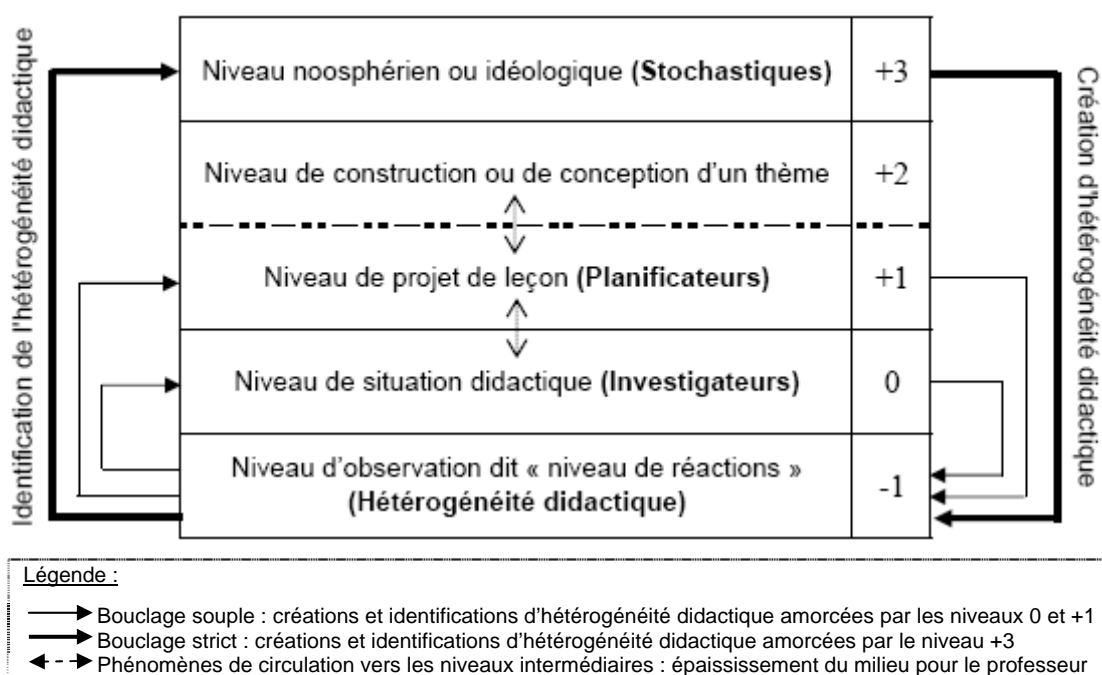 Identification de l'hétérogénéité didactique
Niveau noosphérien ou idéologique (Stochastiques)
+3
Niveau de construction ou de conception d'un thème
+2
Niveau de projet de leçon (Planificateurs)
+1
Niveau de situation didactique (Investigateurs)
0
Niveau d'observation dit « niveau de réactions »
(Hétérogénéité didactique)
-1
Création d'hétérogénéité didactique
Légende :
Bouclage souple : créations et identifications d'hétérogénéité didactique amorcées par les niveaux 0 et +1
Bouclage strict : créations et identifications d'hétérogénéité didactique amorcées par le niveau +3
Phénomènes de circulation vers les niveaux intermédiaires : épaississement du milieu pour le professeur